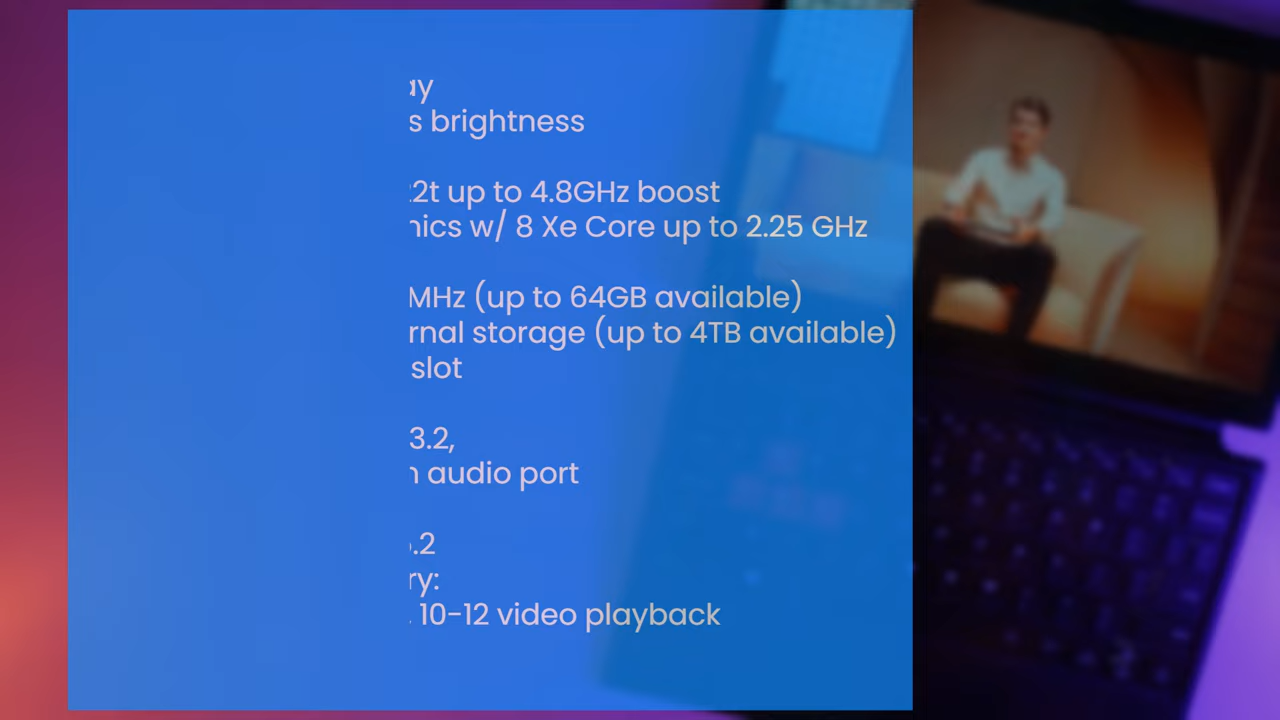 ay
s brightness
2t up to 4.8GHz boost
hics w/ 8 Xe Core up to 2.25 GHz
MHz (up to 64GB available)
rnal storage (up to 4TB available)
slot
3.2,
audio port
.2
ry:
10-12 video playback